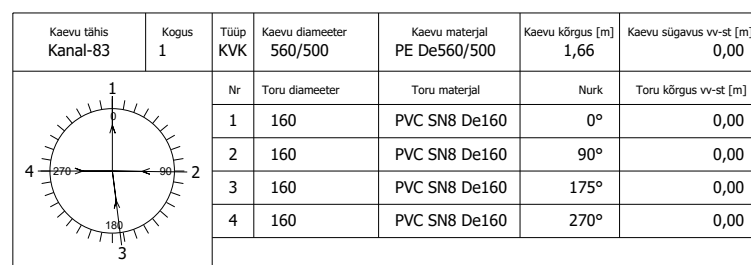 Kaevu tähis Kogus Tüüp Kaevu diameeter Kaevu materjal Kaevu kõrgus [m] Kaevu sügavus vv-st [m]
Kanal-83 1 KVK 560/500 PE De560/500 1,66 0,00
Nr Toru diameeter Toru materjal Nurk Toru kõrgus vv-st [m]
1 160 PVC SN8 De160 0° 0,00
2 160 PVC SN8 De160 90° 0,00
3 160 PVC SN8 De160 175° 0,00
4 160 PVC SN8 De160 270° 0,00
1
0
4 270 90 2
180
3